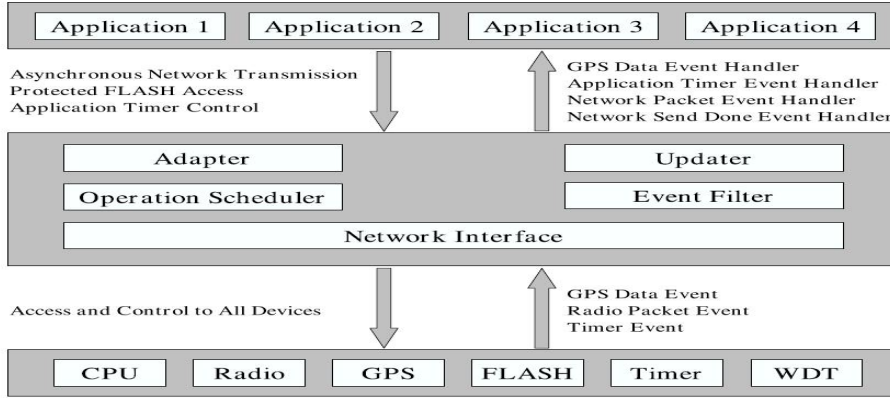 Application 1
Application 2
Application 3
Application 4
Asynchronous Network Transmission
Protected FLASH Access
Application Timer Control
GPS Data Event Handler
Application Timer Event Handler
Network Packet Event Handler
Network Send Done Event Handler
Adapter
Updater
Operation Scheduler
Event Filter
Network Interface
Access and Control to All Devices
GPS Data Event
Radio Packet Event
Timer Event
CPU
Radio
GPS
FLASH
Timer
WDT